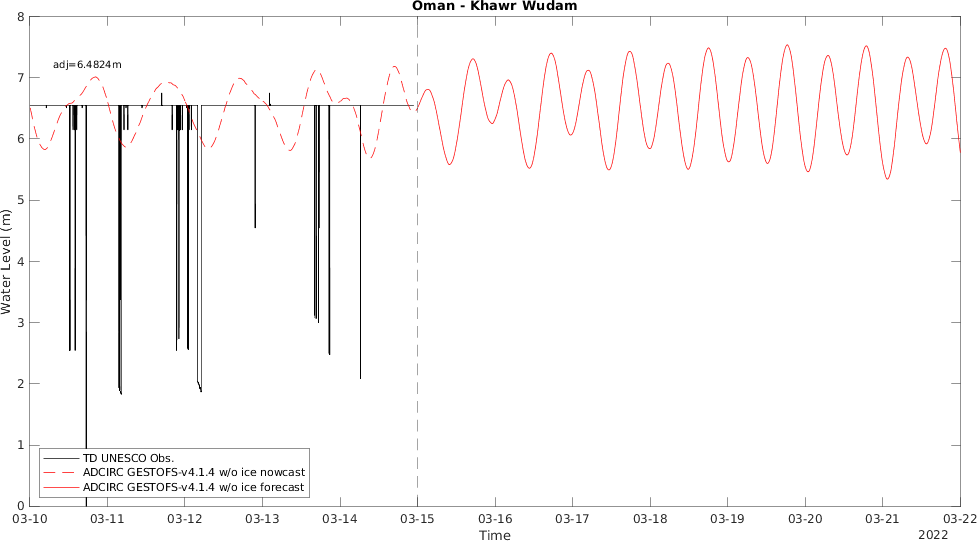 Oman - Khawr Wudam
8
7
6
5
4
3
2
1
0
Water Level (m)
adj=6.4824m
TD UNESCO Obs.
ADCIRC GESTOFS-v4.1.4 w/o ice nowcast
ADCIRC GESTOFS-v4.1.4 w/o ice forecast
03-10 03-11 03-12 03-13 03-14 03-15 03-16 03-17 03-18 03-19 03-20 03-21 03-22
Time
2022